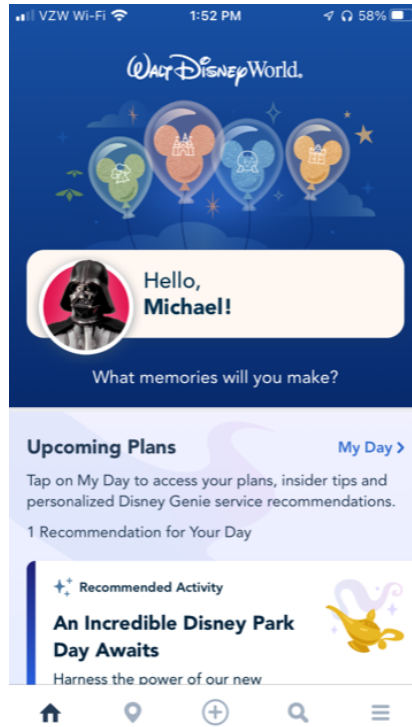 VZW Wi-Fi 1:52 PM 58%
Walt Disney World.
Hello,
Michael!
What memories will you make?
Upcoming Plans My Day >
Tap on My Day to access your plans, insider tips and
personalized Disney Genie service recommendations.
1 Recommendation for Your Day
Recommended Activity
An Incredible Disney Park
Day Awaits
Harness the power of our new